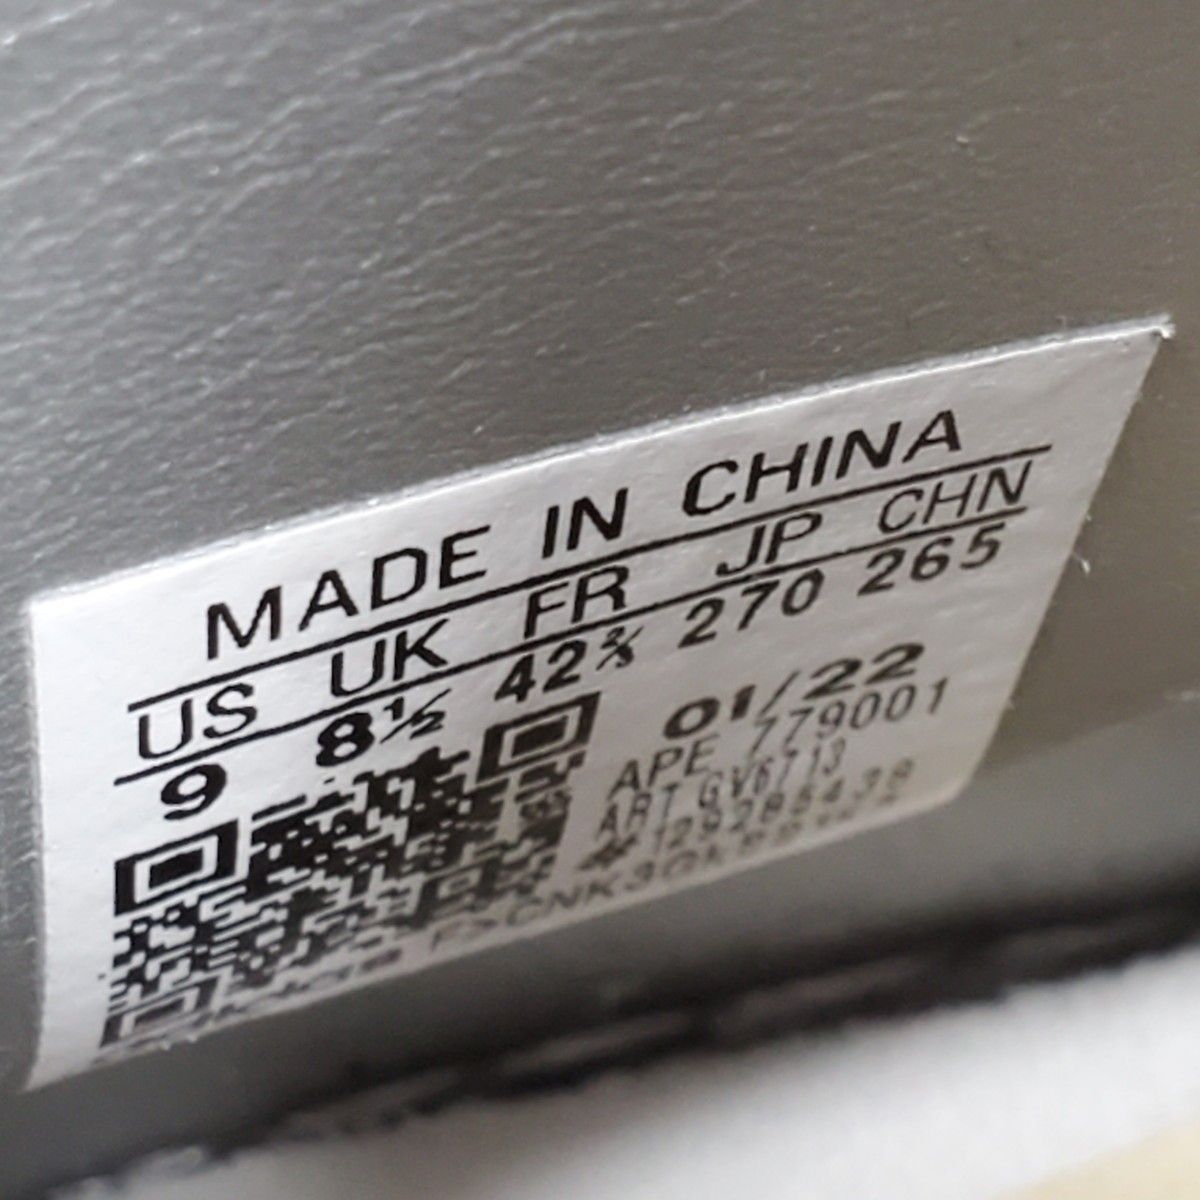 MADE IN CHINA
US UK FR JP CHN
9 8½ 42⅔ 270 265
01/22
APE 779001
ART GV6713